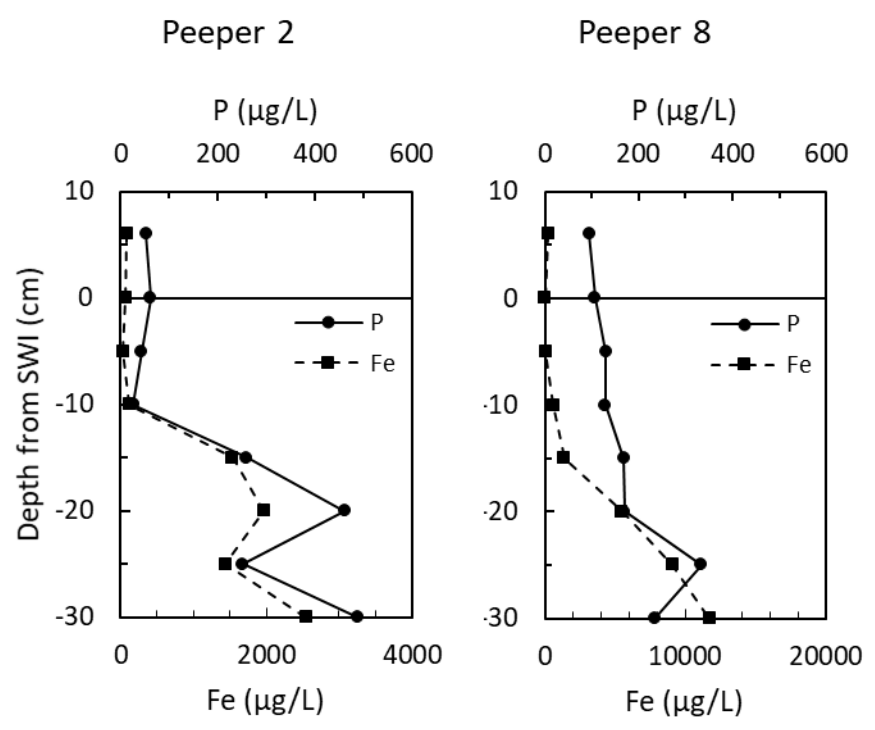 Peeper 2
Peeper 8
P (µg/L)
P (µg/L)
0 200 400 600
0 200 400 600
10
0
-10
-20
-30
10
0
-10
-20
-30
Depth from SWI (cm)
P
Fe
P
Fe
0 2000 4000
0 10000 20000
Fe (µg/L)
Fe (µg/L)